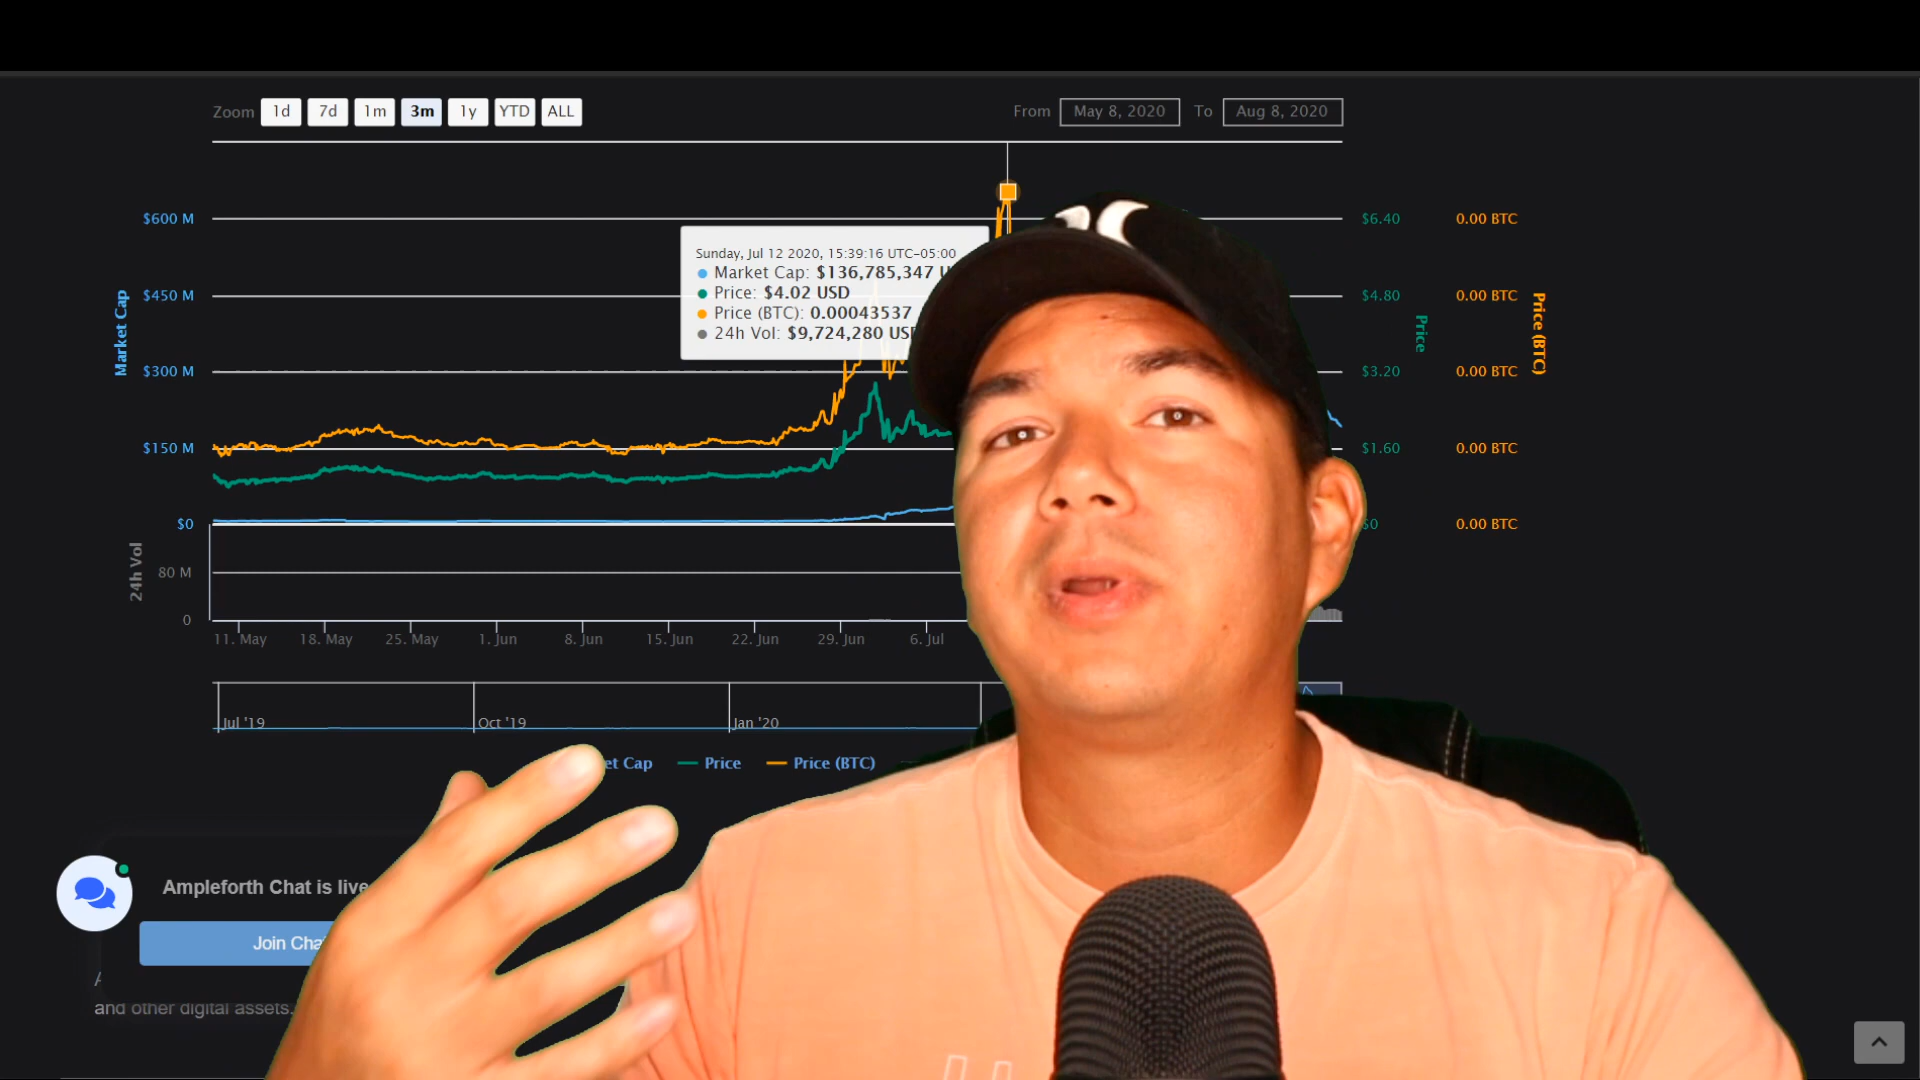 Zoom 1d 7d 1m 3m 1y YTD ALL From May 8, 2020 To Aug 8, 2020
$600 M $6.40 0.00 BTC
Sunday, Jul 12 2020, 15:39:16 UTC-05:00
Market Cap: $136,785,347
Price: $4.02 USD
Price (BTC): 0.00043537
24h Vol: $9,724,280 USD
$450 M $4.80 0.00 BTC
Market Cap
Price
Price (BTC)
$300 M $3.20 0.00 BTC
$150 M $1.60 0.00 BTC
$0 $0 0.00 BTC
24h Vol
80 M
0
11. May 18. May 25. May 1. Jun 8. Jun 15. Jun 22. Jun 29. Jun 6. Jul
Jul '19 Oct '19 Jan '20
et Cap Price Price (BTC)
Ampleforth Chat is live
Join Chat
and other digital assets.